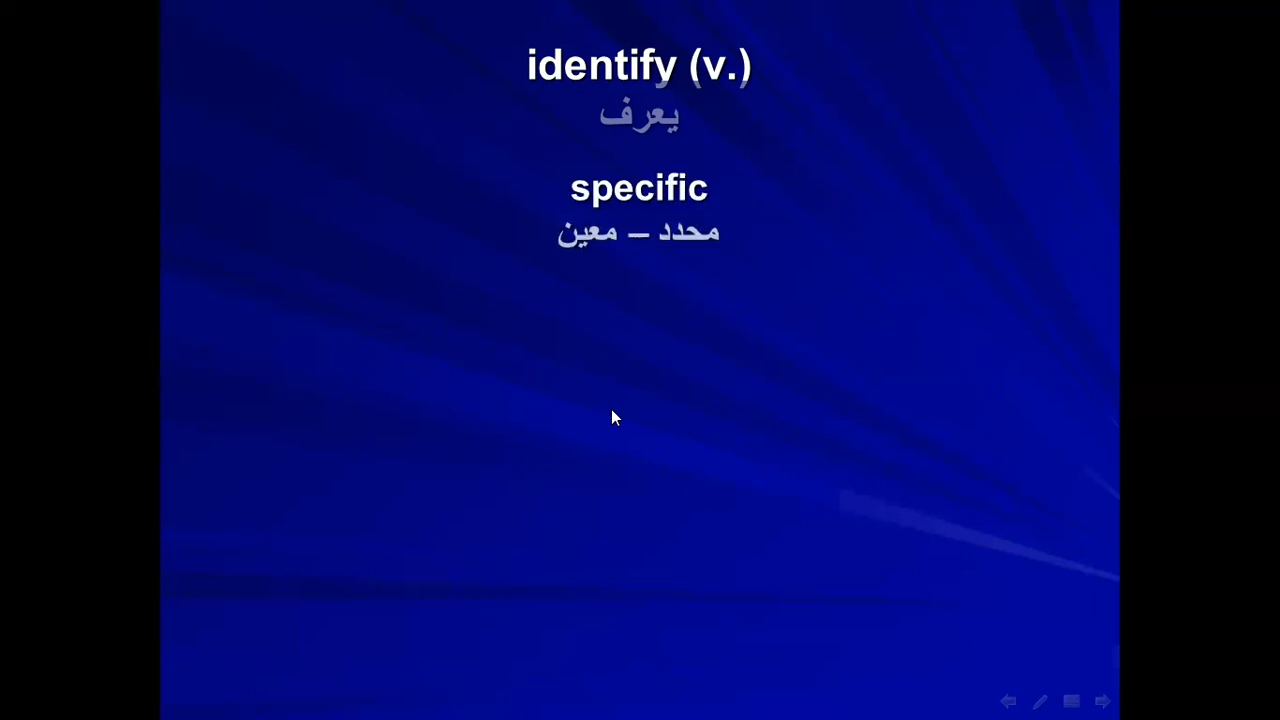 identify (v.)
يعرف
specific
محدد – معين